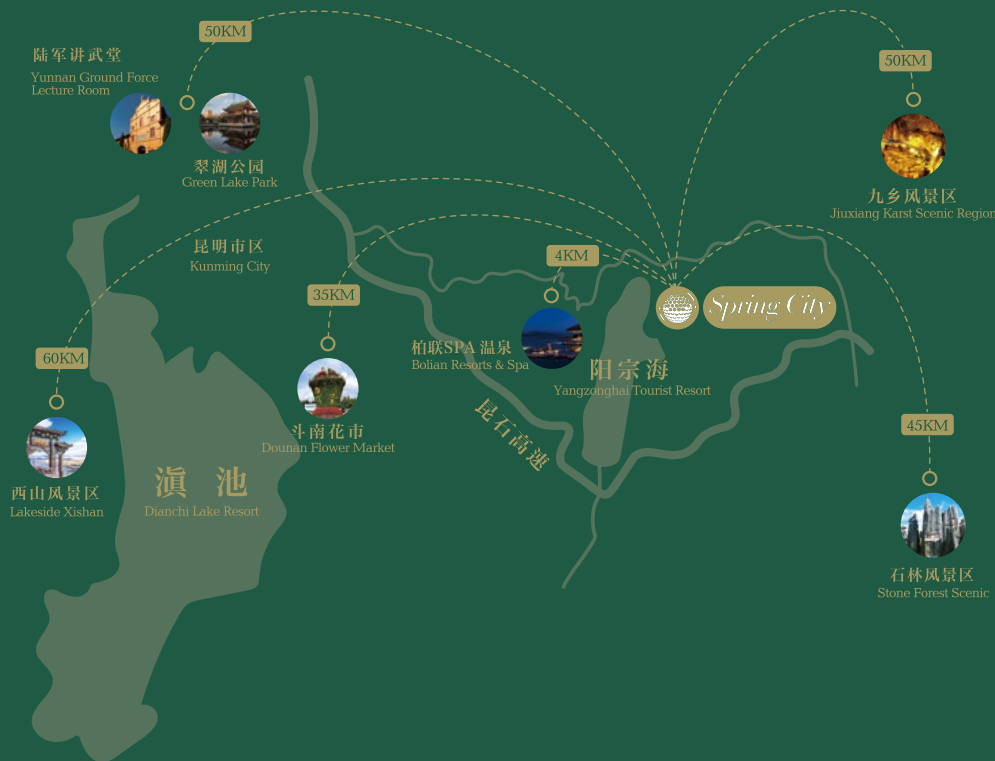 50KM
陆军讲武堂
Yunnan Ground Force
Lecture Room
翠湖公园
Green Lake Park
50KM
九乡风景区
Jiuxiang Karst Scenic Region
昆明市区
Kunming City
4KM
35KM
Spring City
60KM
柏联SPA 温泉
Bolian Resorts & Spa
阳宗海
Yangzonghai Tourist Resort
昆石高速
斗南花市
Dounan Flower Market
45KM
西山风景区
Lakeside Xishan
滇 池
Dianchi Lake Resort
石林风景区
Stone Forest Scenic